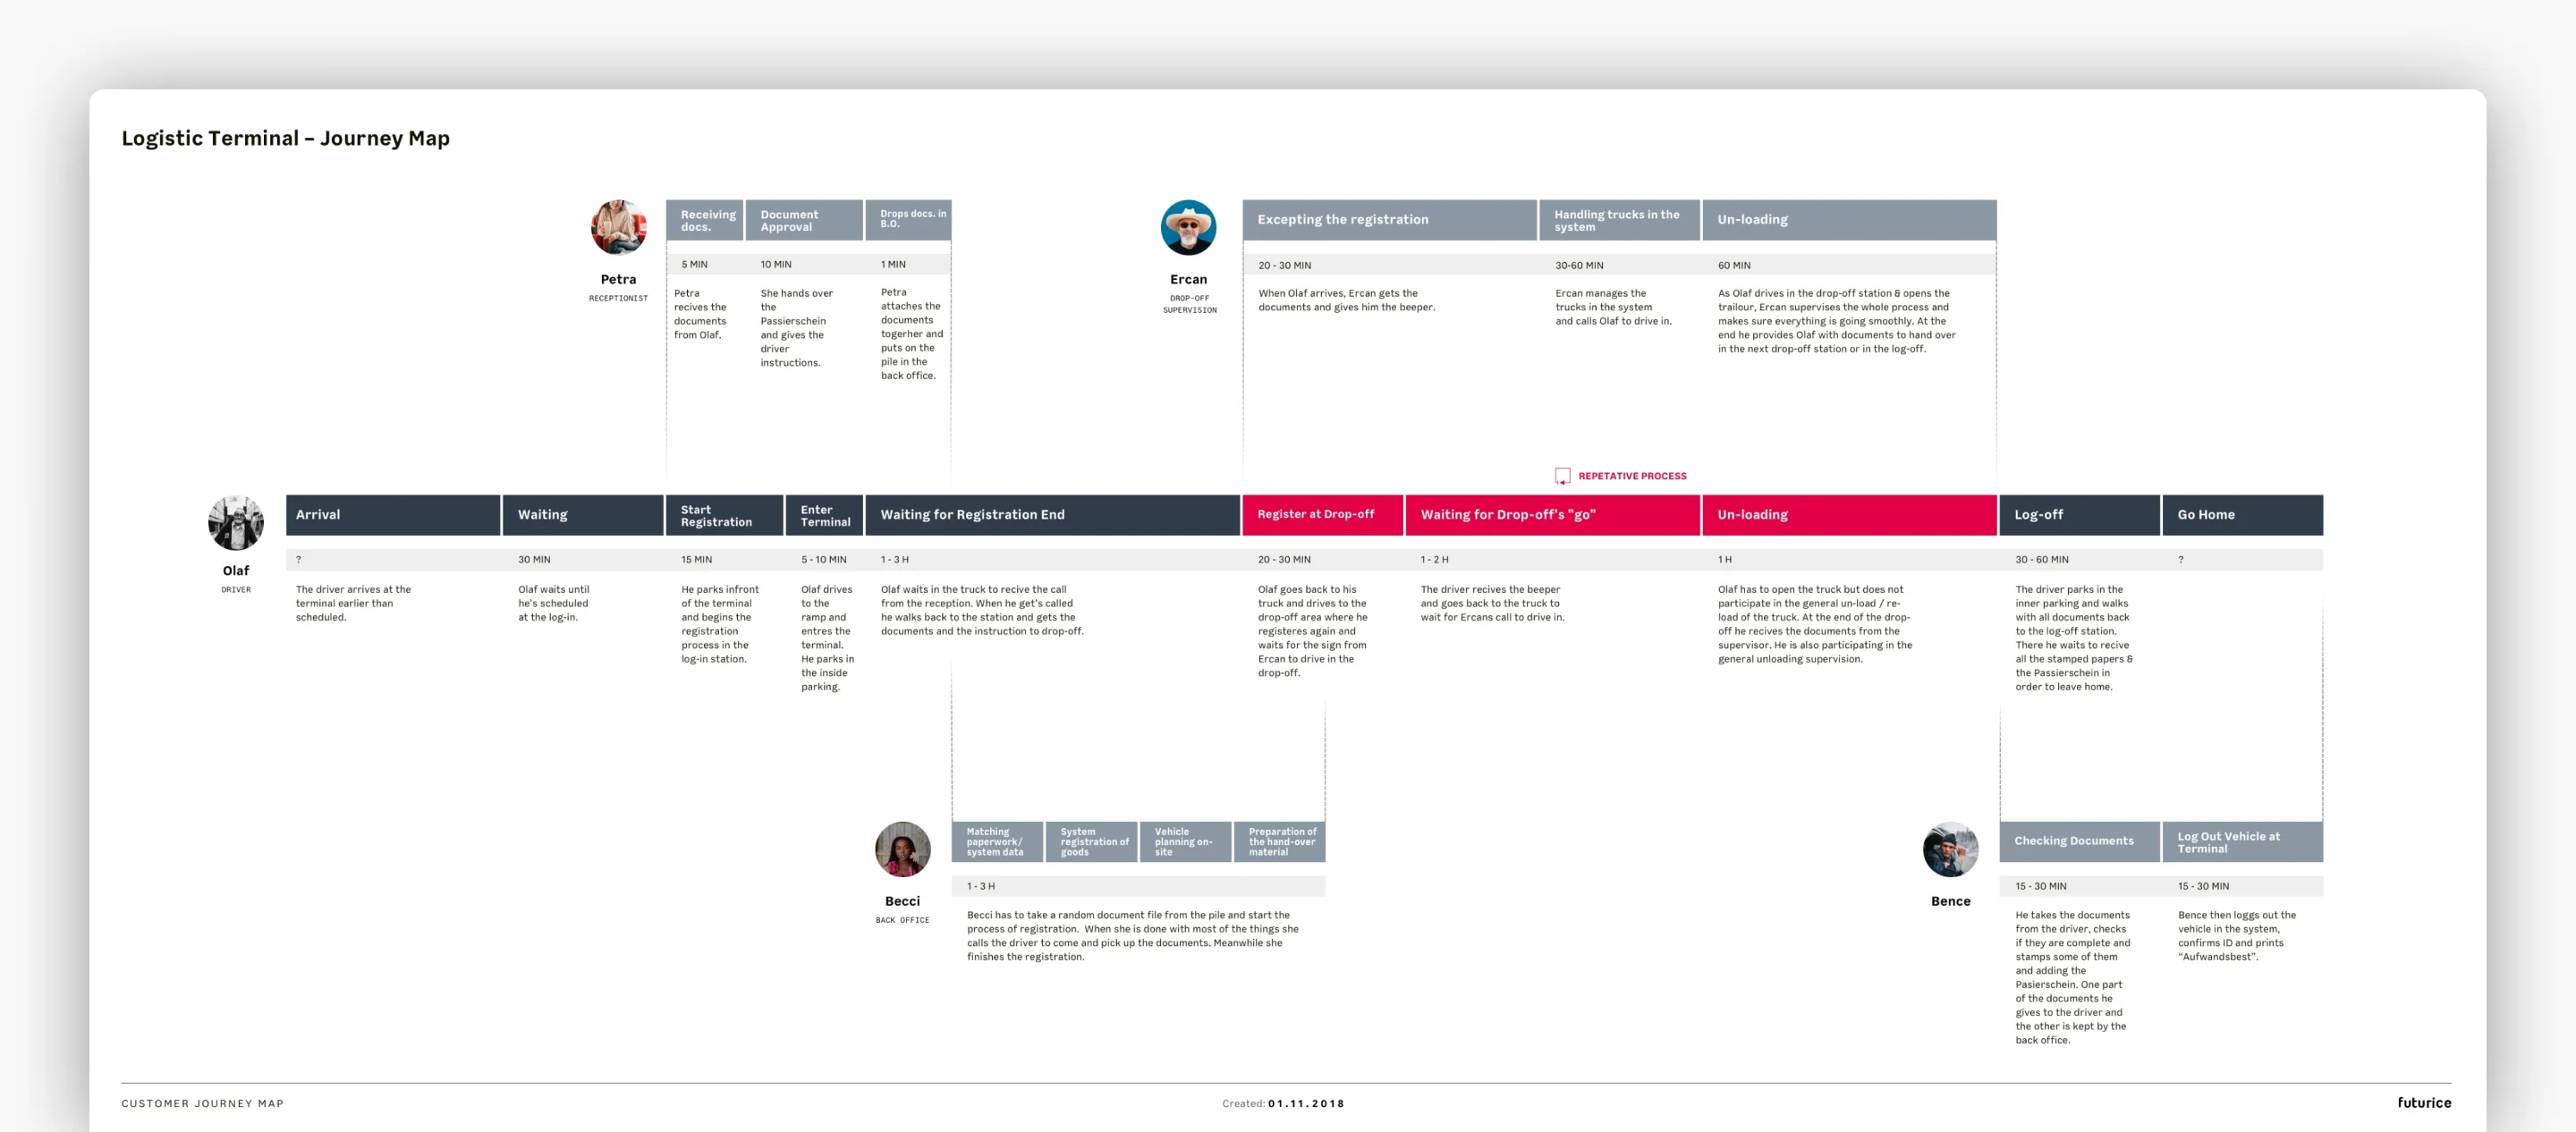 Logistic Terminal – Journey Map
Petra
RECEPTIONIST
Receiving
docs.
5 MIN
Petra
recives the
documents
from Olaf.
Document
Approval
10 MIN
She hands over
the
Passierschein
and gives the
driver
instructions.
Drops docs. in
B.O.
1 MIN
Petra
attaches the
documents
togerher and
puts on the
pile in the
back office.
Ercan
DROP-OFF
SUPERVISION
Excepting the registration
20 - 30 MIN
When Olaf arrives, Ercan gets the
documents and gives him the beeper.
Handling trucks in the
system
30-60 MIN
Ercan manages the
trucks in the system
and calls Olaf to drive in.
Un-loading
60 MIN
As Olaf drives in the drop-off station & opens the
trailour, Ercan supervises the whole process and
makes sure everything is going smoothly. At the
end he provides Olaf with documents to hand over
in the next drop-off station or in the log-off.
REPETATIVE PROCESS
Olaf
DRIVER
Arrival
?
The driver arrives at the
terminal earlier than
scheduled.
Waiting
30 MIN
Olaf waits until
he's scheduled
at the log-in.
Start
Registration
15 MIN
He parks infront
of the terminal
and begins the
registration
process in the
log-in station.
Enter
Terminal
5 - 10 MIN
Olaf drives
to the
ramp and
entres the
terminal.
He parks in
the inside
parking.
Waiting for Registration End
1 - 3 H
Olaf waits in the truck to recive the call
from the reception. When he get's called
he walks back to the station and gets the
documents and the instruction to drop-off.
Register at Drop-off
20 - 30 MIN
Olaf goes back to his
truck and drives to the
drop-off area where he
registeres again and
waits for the sign from
Ercan to drive in the
drop-off.
Waiting for Drop-off's "go"
1 - 2 H
The driver recives the beeper
and goes back to the truck to
wait for Ercans call to drive in.
Un-loading
1 H
Olaf has to open the truck but does not
participate in the general un-load / re-
load of the truck. At the end of the drop-
off he recives the documents from the
supervisor. He is also participating in the
general unloading supervision.
Log-off
30 - 60 MIN
The driver parks in the
inner parking and walks
with all documents back
to the log-off station.
There he waits to recive
all the stamped papers &
the Passierschein in
order to leave home.
Go Home
?
Becci
BACK OFFICE
Matching
paperwork/
system data
System
registration of
goods
Vehicle
planning on-
site
Preparation of
the hand-over
material
1 - 3 H
Becci has to take a random document file from the pile and start the
process of registration. When she is done with most of the things she
calls the driver to come and pick up the documents. Meanwhile she
finishes the registration.
Bence
Checking Documents
15 - 30 MIN
He takes the documents
from the driver, checks
if they are complete and
stamps some of them
and adding the
Pasierschein. One part
of the documents he
gives to the driver and
the other is kept by the
back office.
Log Out Vehicle at
Terminal
15 - 30 MIN
Bence then loggs out the
vehicle in the system,
confirms ID and prints
“Aufwandsbest”.
CUSTOMER JOURNEY MAP
Created: 01.11.2018
futurice